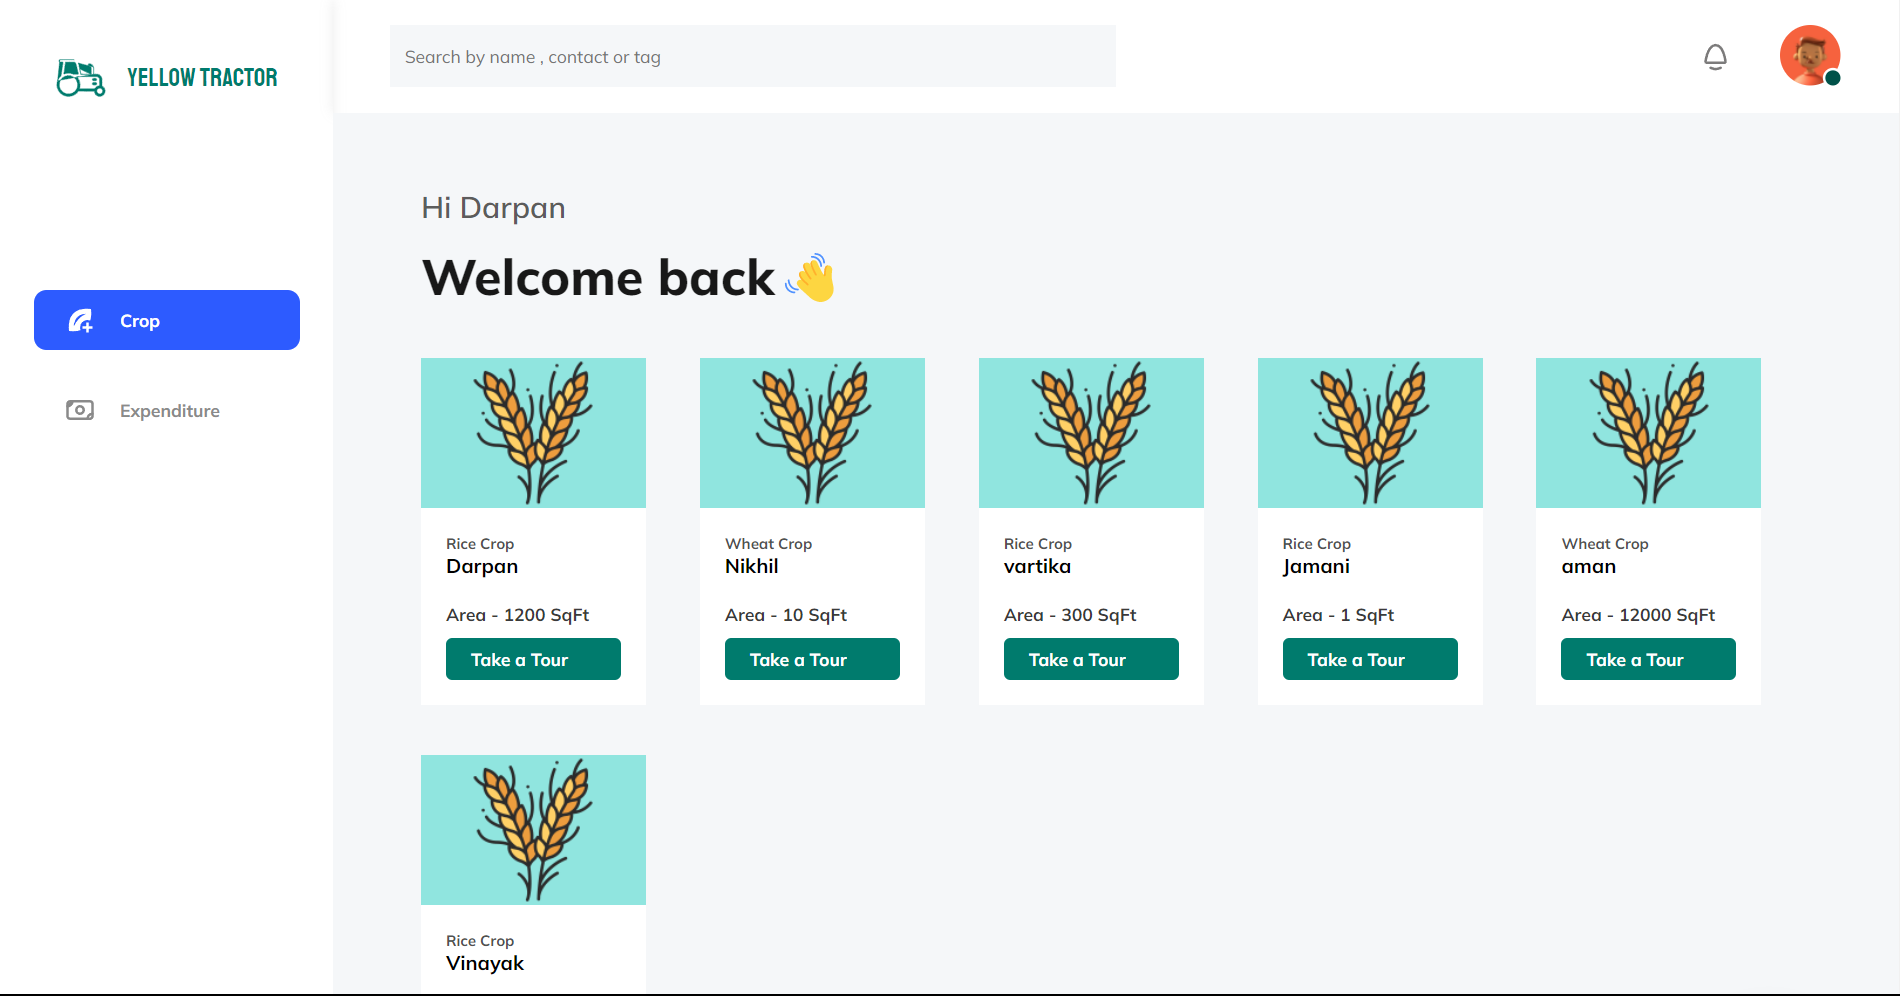 YELLOW TRACTOR
Search by name , contact or tag
Crop
Expenditure
Hi Darpan
Welcome back
Rice Crop
Darpan
Area - 1200 SqFt
Take a Tour
Wheat Crop
Nikhil
Area - 10 SqFt
Take a Tour
Rice Crop
vartika
Area - 300 SqFt
Take a Tour
Rice Crop
Jamani
Area - 1 SqFt
Take a Tour
Wheat Crop
aman
Area - 12000 SqFt
Take a Tour
Rice Crop
Vinayak